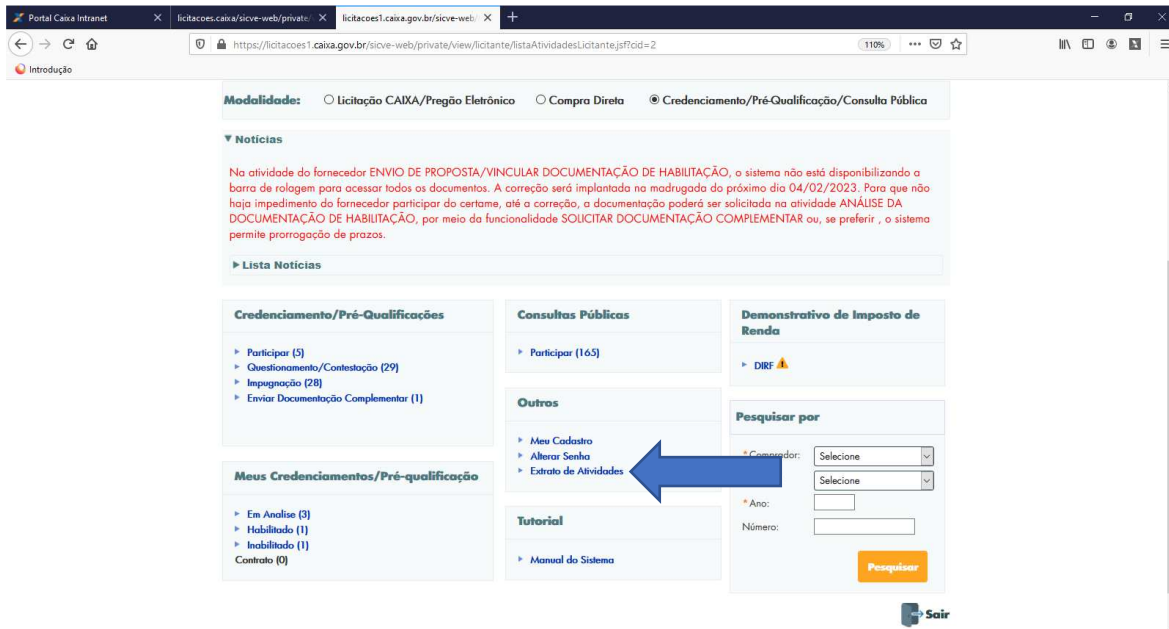 Portal Caixa Intranet
licitacoes.caixa/sicve-web/private/
licitacoes1.caixa.gov.br/sicve-web/
https://licitacoes1.caixa.gov.br/sicve-web/private/view/licitante/listaAtividadesLicitante.jsf?cid=2
110%
Introdução
Modalidade: Licitação CAIXA/Pregão Eletrônico Compra Direta Credenciamento/Pré-Qualificação/Consulta Pública
Notícias
Na atividade do fornecedor ENVIO DE PROPOSTA/VINCULAR DOCUMENTAÇÃO DE HABILITAÇÃO, o sistema não está disponibilizando a
barra de rolagem para acessar todos os documentos. A correção será implantada na madrugada do próximo dia 04/02/2023. Para que não
haja impedimento do fornecedor participar do certame, até a correção, a documentação poderá ser solicitada na atividade ANÁLISE DA
DOCUMENTAÇÃO DE HABILITAÇÃO, por meio da funcionalidade SOLICITAR DOCUMENTAÇÃO COMPLEMENTAR ou, se preferir , o sistema
permite prorrogação de prazos.
Lista Notícias
Credenciamento/Pré-Qualificações
Participar (5)
Questionamento/Contestação (29)
Impugnação (28)
Enviar Documentação Complementar (1)
Meus Credenciamentos/Pré-qualificação
Em Analise (3)
Habilitado (1)
Inabilitado (1)
Contrato (0)
Consultas Públicas
Participar (165)
Outros
Meu Cadastro
Alterar Senha
Extrato de Atividades
Tutorial
Manual do Sistema
Demonstrativo de Imposto de
Renda
DIRF
Pesquisar por
*Comprador: Selecione
Selecione
*Ano:
Número:
Pesquisar
Sair